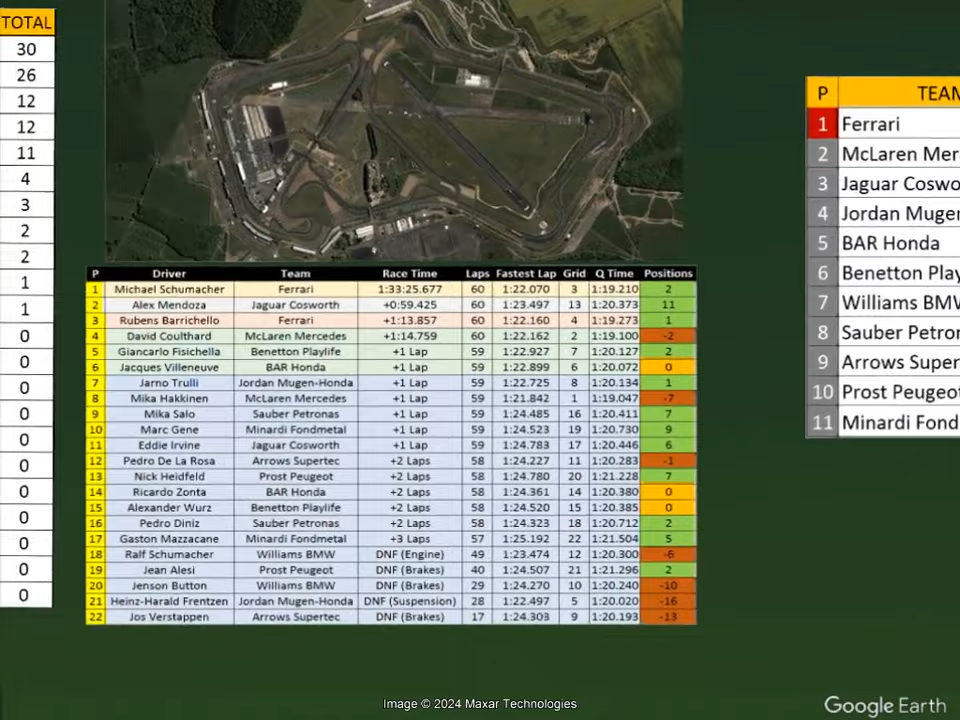 TOTAL
30
26
12
12
11
4
3
2
2
1
1
0
0
0
0
0
0
0
0
0
0
0
P Driver Team Race Time Laps Fastest Lap Grid Q Time Positions
1 Michael Schumacher Ferrari 1:33:25.677 60 1:22.070 3 1:19.210 2
2 Alex Mendoza Jaguar Cosworth +0:59.425 60 1:23.497 13 1:20.373 11
3 Rubens Barrichello Ferrari +1:13.857 60 1:22.160 4 1:19.273 1
4 David Coulthard McLaren Mercedes +1:14.759 60 1:22.162 2 1:19.100 -2
5 Giancarlo Fisichella Benetton Playlife +1 Lap 59 1:22.927 7 1:20.127 2
6 Jacques Villeneuve BAR Honda +1 Lap 59 1:22.899 6 1:20.072 0
7 Jarno Trulli Jordan Mugen-Honda +1 Lap 59 1:22.725 8 1:20.134 1
8 Mika Hakkinen McLaren Mercedes +1 Lap 59 1:21.842 1 1:19.047 -7
9 Mika Salo Sauber Petronas +1 Lap 59 1:24.485 16 1:20.411 7
10 Marc Gene Minardi Fondmetal +1 Lap 59 1:24.523 19 1:20.730 9
11 Eddie Irvine Jaguar Cosworth +1 Lap 59 1:24.783 17 1:20.446 6
12 Pedro De La Rosa Arrows Supertec +2 Laps 58 1:24.227 11 1:20.283 -1
13 Nick Heidfeld Prost Peugeot +2 Laps 58 1:24.780 20 1:21.228 7
14 Ricardo Zonta BAR Honda +2 Laps 58 1:24.361 14 1:20.380 0
15 Alexander Wurz Benetton Playlife +2 Laps 58 1:24.520 15 1:20.385 0
16 Pedro Diniz Sauber Petronas +2 Laps 58 1:24.323 18 1:20.712 2
17 Gaston Mazzacane Minardi Fondmetal +3 Laps 57 1:25.192 22 1:21.504 5
18 Ralf Schumacher Williams BMW DNF (Engine) 49 1:23.474 12 1:20.300 -6
19 Jean Alesi Prost Peugeot DNF (Brakes) 40 1:24.507 21 1:21.296 2
20 Jenson Button Williams BMW DNF (Brakes) 29 1:24.270 10 1:20.240 -10
21 Heinz-Harald Frentzen Jordan Mugen-Honda DNF (Suspension) 28 1:22.497 5 1:20.020 -16
22 Jos Verstappen Arrows Supertec DNF (Brakes) 17 1:24.303 9 1:20.193 -13
P TEAM
1 Ferrari
2 McLaren Mer
3 Jaguar Coswo
4 Jordan Mugen
5 BAR Honda
6 Benetton Play
7 Williams BMW
8 Sauber Petron
9 Arrows Super
10 Prost Peugeot
11 Minardi Fond
Image © 2024 Maxar Technologies
Google Earth